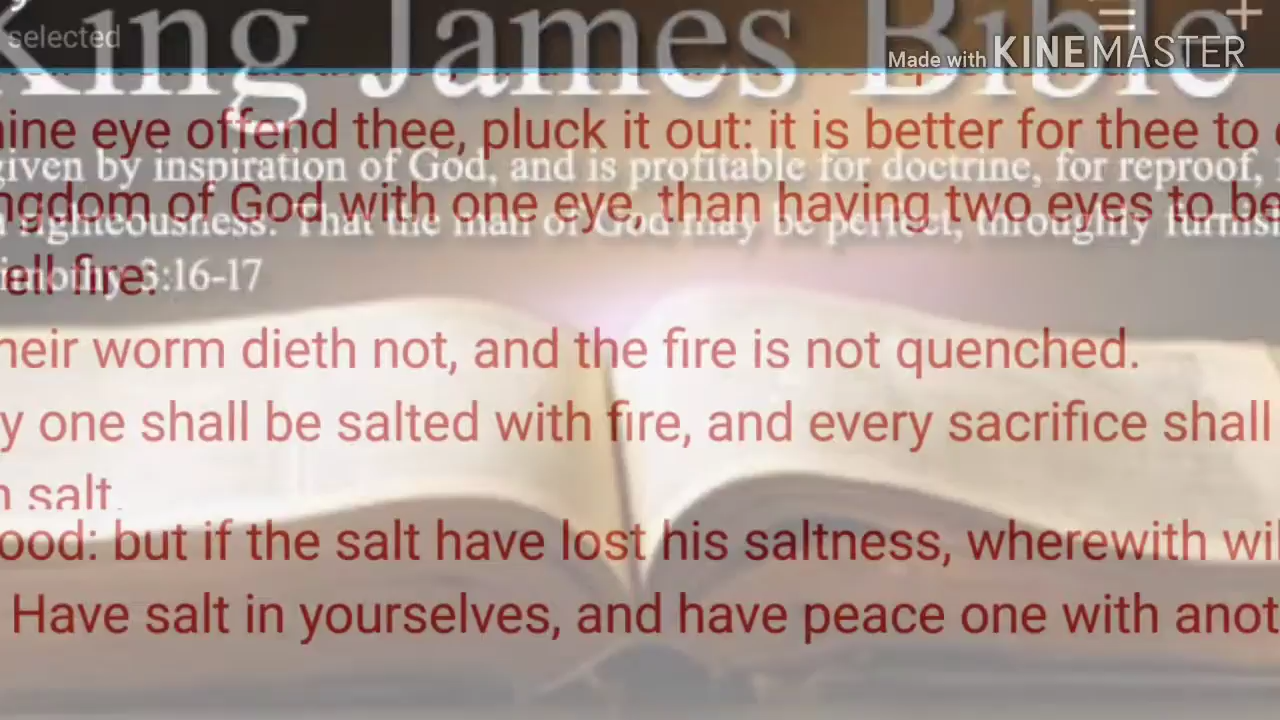 King James Bible
selected
Made with KINEMASTER
ine eye offend thee, pluck it out: it is better for thee to
given by inspiration of God, and is profitable for doctrine, for reproof,
ngdom of God with one eye, than having two eyes to be
righteousness. That the man of God may be perfect, throughly furnis
ell fire:
imothy 3:16-17
heir worm dieth not, and the fire is not quenched.
y one shall be salted with fire, and every sacrifice shall
n salt.
ood: but if the salt have lost his saltness, wherewith wil
Have salt in yourselves, and have peace one with anot